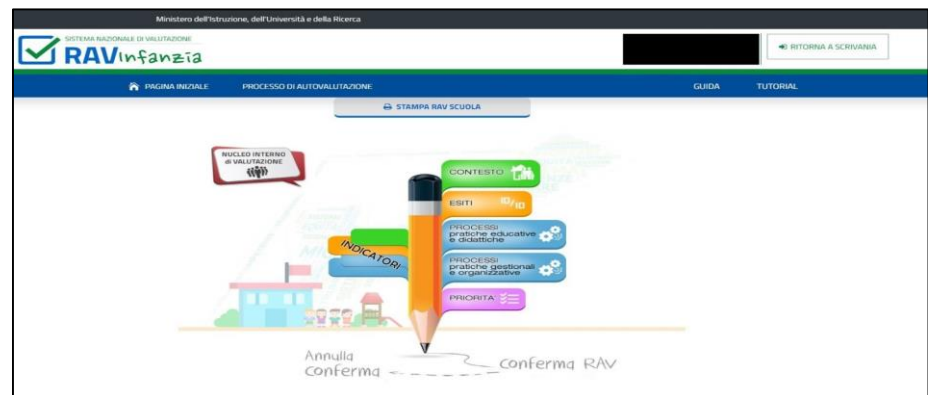 Ministero dell'Istruzione, dell'Università e della Ricerca
SISTEMA NAZIONALE DI VALUTAZIONE
RAVInfanzia
RITORNA A SCRIVANIA
PAGINA INIZIALE
PROCESSO DI AUTOVALUTAZIONE
GUIDA
TUTORIAL
STAMPA RAV SCUOLA
NUCLEO INTERNO
di VALUTAZIONE
CONTESTO
ESITI
INDICATORI
PROCESSI
pratiche educative
e didattiche
PROCESSI
pratiche gestionali
e organizzative
PRIORITA'
Annulla
conferma
conferma RAV